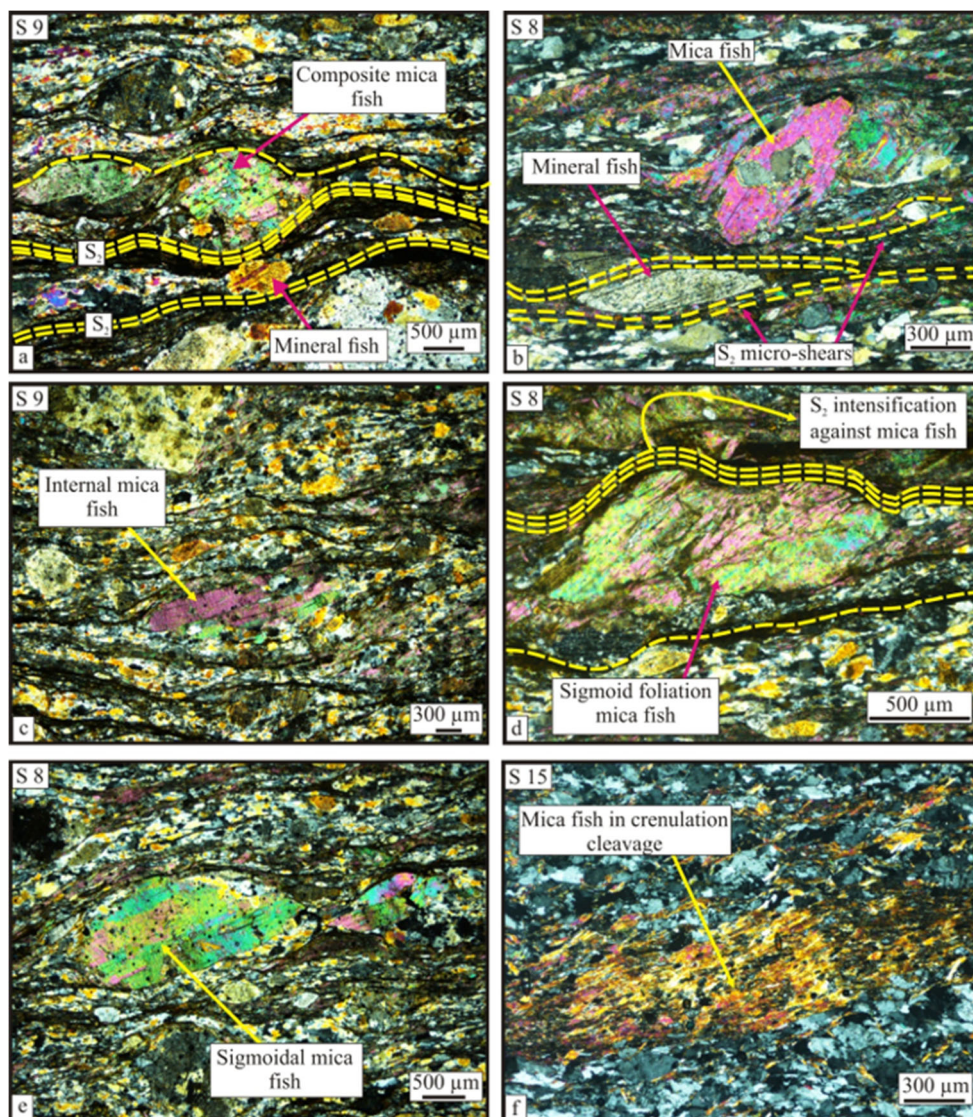 S 9
Composite mica
fish
S2
S2
Mineral fish
500 µm
a
S 8
Mica fish
Mineral fish
S2 micro-shears
300 µm
b
S 9
Internal mica
fish
300 µm
c
S 8
S2 intensification
against mica fish
Sigmoid foliation
mica fish
500 µm
d
S 8
Sigmoidal mica
fish
500 µm
e
S 15
Mica fish in crenulation
cleavage
300 µm
f